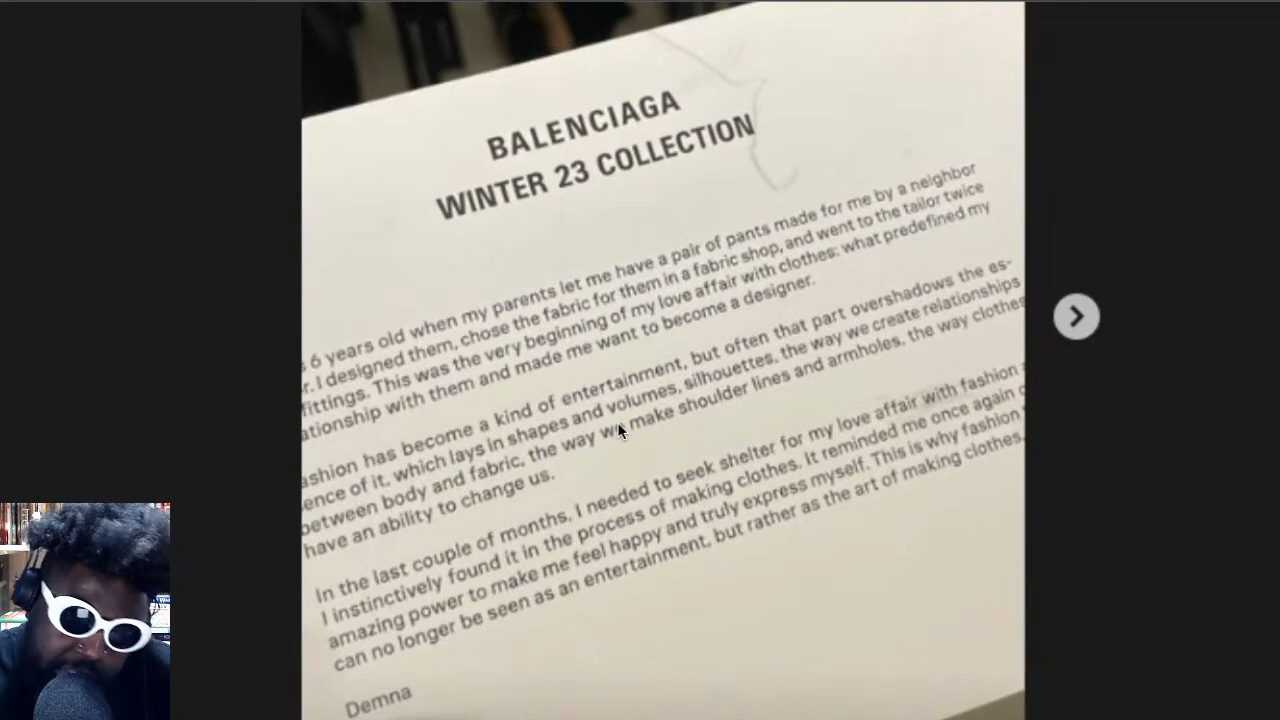 BALENCIAGA
WINTER 23 COLLECTION
6 years old when my parents let me have a pair of pants made for me by a neighbor
r. I designed them, chose the fabric for them in a fabric shop, and went to the tailor twice
fittings. This was the very beginning of my love affair with clothes: what predefined my
ationship with them and made me want to become a designer.
ashion has become a kind of entertainment, but often that part overshadows the es-
ence of it, which lays in shapes and volumes, silhouettes, the way we create relationships
between body and fabric, the way we make shoulder lines and armholes, the way clothes
have an ability to change us.
In the last couple of months, I needed to seek shelter for my love affair with fashion
I instinctively found it in the process of making clothes. It reminded me once again
amazing power to make me feel happy and truly express myself. This is why fashion
can no longer be seen as an entertainment, but rather as the art of making clothes.
Demna